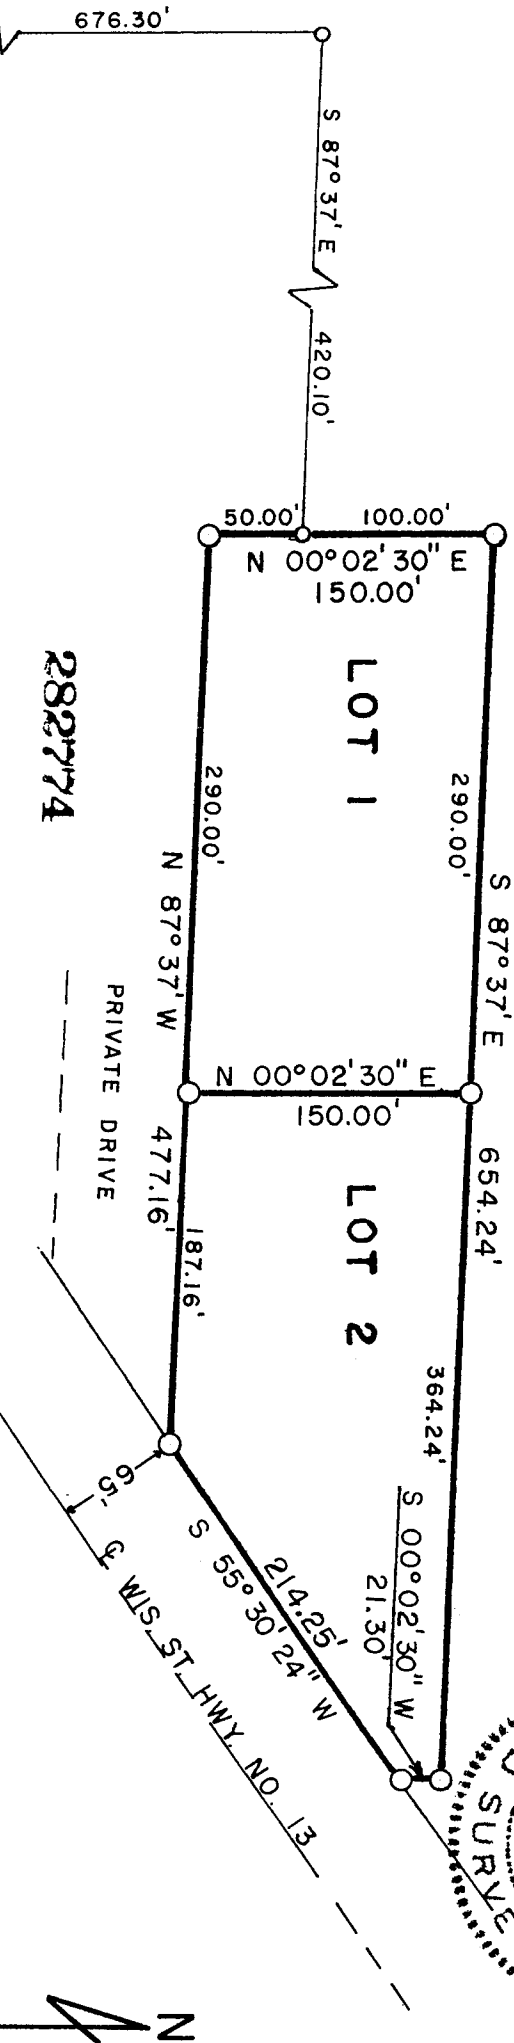 676.30'
S 87° 37' E
420.10'
50.00'
100.00'
N 00° 02' 30" E
150.00'
LOT 1
290.00'
S 87° 37' E
290.00'
N 87° 37' W
282774
PRIVATE DRIVE
N 00° 02' 30" E
150.00'
654.24'
477.16'
187.16'
LOT 2
364.24'
S 00° 02' 30" W
21.30'
65'
214.25'
S 55° 30' 24" W
℄ WIS. ST. HWY. NO. 13
SURVE
N